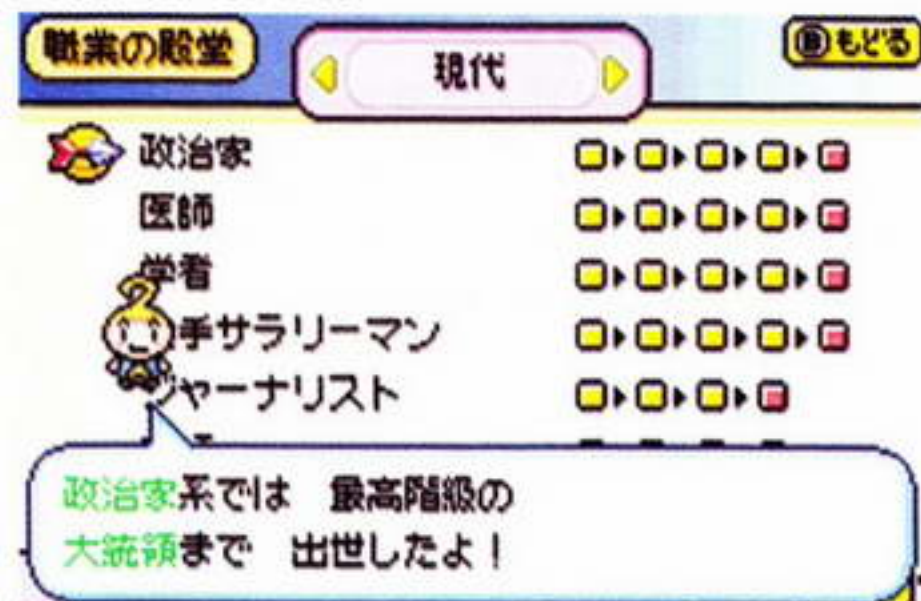 職業の殿堂
現代
Ⓑもどる
政治家
医師
学者
手サラリーマン
ャーナリスト
政治家系では 最高階級の
大統領まで 出世したよ！